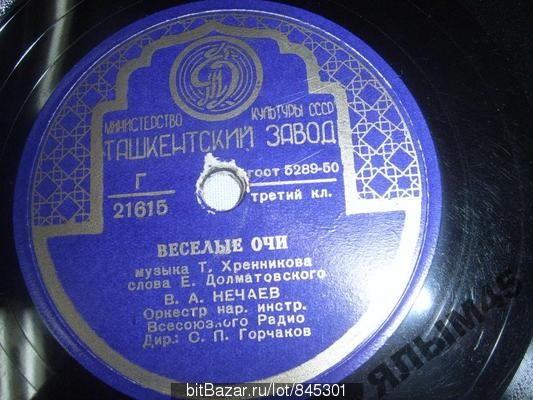 МИНИСТЕРСТВО КУЛЬТУРЫ СССР
ТАШКЕНТСКИЙ ЗАВОД
Г
21615
ГОСТ 5289-50
третий кл.
ВЕСЕЛЫЕ ОЧИ
музыка Т. Хренникова
слова Е. Долматовского
В. А. НЕЧАЕВ
Оркестр нар. инстр.
Всесоюзного Радио
Дир.: С. П. Горчаков
ЯЛЫМ45
bitBazar.ru/lot/845301